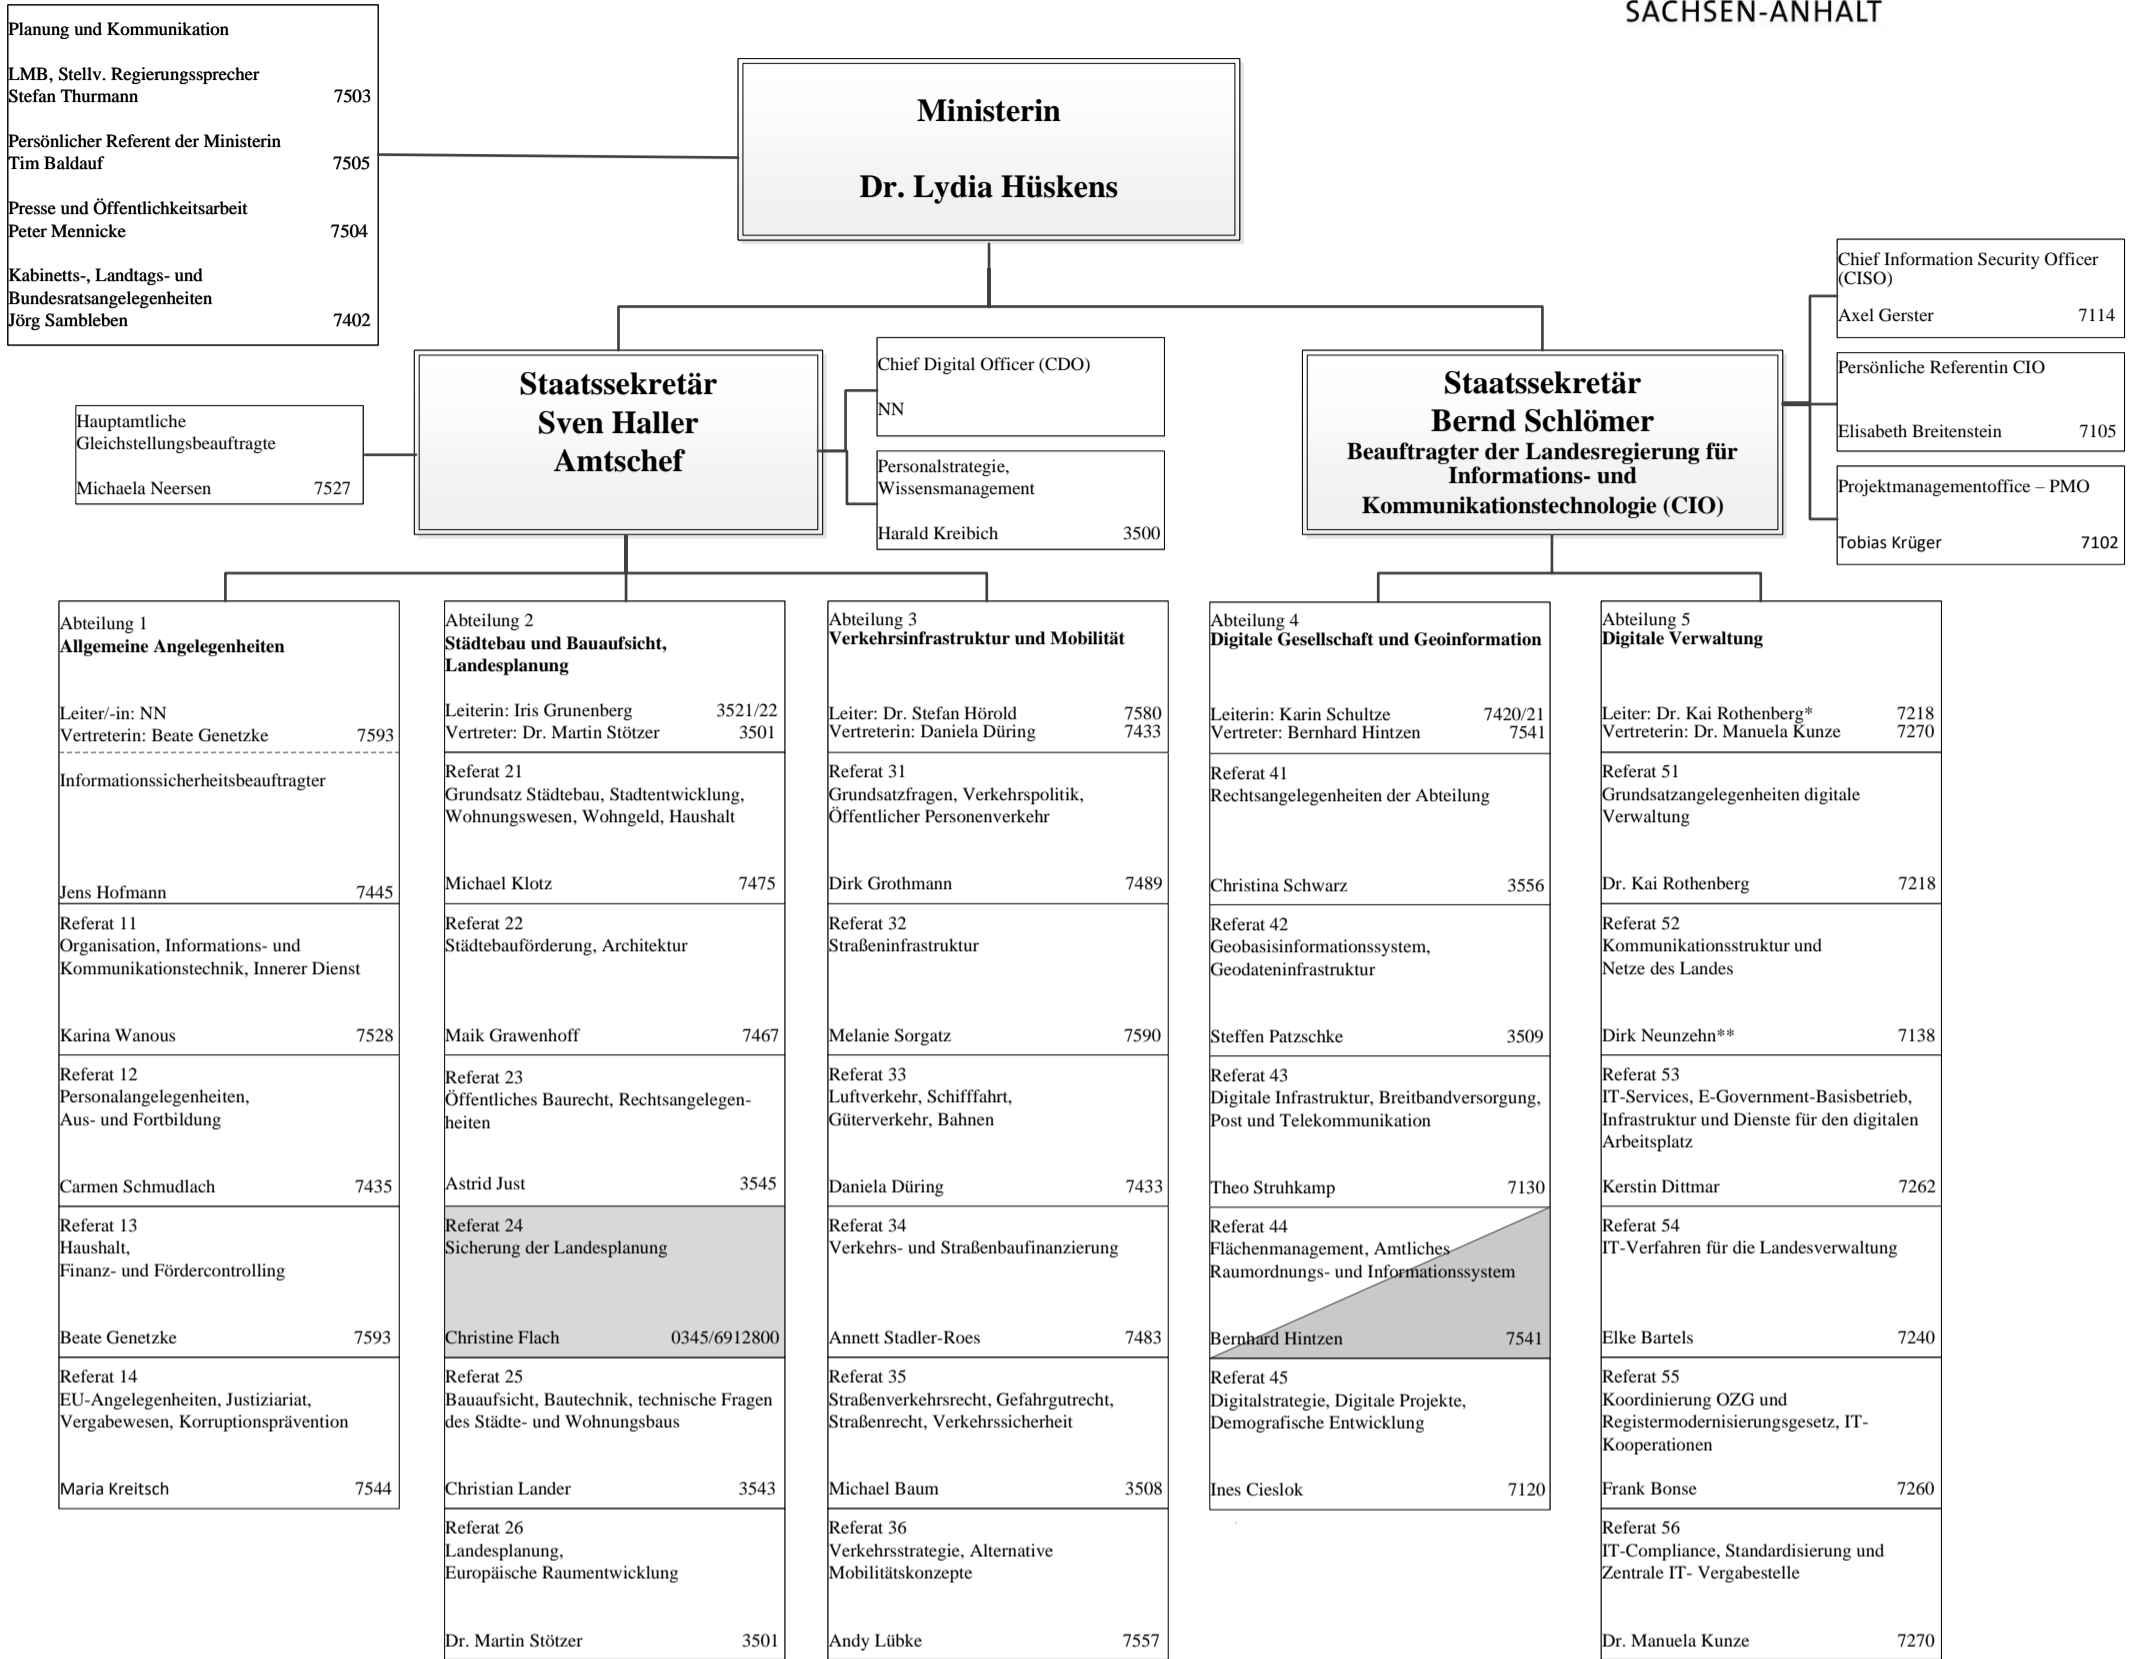 SACHSEN-ANHALT
Planung und Kommunikation
LMB, Stellv. Regierungssprecher
Stefan Thurmann 7503
Persönlicher Referent der Ministerin
Tim Baldauf 7505
Presse und Öffentlichkeitsarbeit
Peter Mennicke 7504
Kabinetts-, Landtags- und
Bundesratsangelegenheiten
Jörg Sambleben 7402
Ministerin
Dr. Lydia Hüskens
Hauptamtliche
Gleichstellungsbeauftragte
Michaela Neersen 7527
Staatssekretär
Sven Haller
Amtschef
Chief Digital Officer (CDO)
NN
Personalstrategie,
Wissensmanagement
Harald Kreibich 3500
Staatssekretär
Bernd Schlömer
Beauftragter der Landesregierung für
Informations- und
Kommunikationstechnologie (CIO)
Chief Information Security Officer
(CISO)
Axel Gerster 7114
Persönliche Referentin CIO
Elisabeth Breitenstein 7105
Projektmanagementoffice – PMO
Tobias Krüger 7102
Abteilung 1
Allgemeine Angelegenheiten
Leiter/-in: NN
Vertreterin: Beate Genetzke 7593
Informationssicherheitsbeauftragter
Jens Hofmann 7445
Referat 11
Organisation, Informations- und
Kommunikationstechnik, Innerer Dienst
Karina Wanous 7528
Referat 12
Personalangelegenheiten,
Aus- und Fortbildung
Carmen Schmudlach 7435
Referat 13
Haushalt,
Finanz- und Fördercontrolling
Beate Genetzke 7593
Referat 14
EU-Angelegenheiten, Justiziariat,
Vergabewesen, Korruptionsprävention
Maria Kreitsch 7544
Abteilung 2
Städtebau und Bauaufsicht,
Landesplanung
Leiterin: Iris Grunenberg 3521/22
Vertreter: Dr. Martin Stötzer 3501
Referat 21
Grundsatz Städtebau, Stadtentwicklung,
Wohnungswesen, Wohngeld, Haushalt
Michael Klotz 7475
Referat 22
Städtebauförderung, Architektur
Maik Grawenhoff 7467
Referat 23
Öffentliches Baurecht, Rechtsangelegen-
heiten
Astrid Just 3545
Referat 24
Sicherung der Landesplanung
Christine Flach 0345/6912800
Referat 25
Bauaufsicht, Bautechnik, technische Fragen
des Städte- und Wohnungsbaus
Christian Lander 3543
Referat 26
Landesplanung,
Europäische Raumentwicklung
Dr. Martin Stötzer 3501
Abteilung 3
Verkehrsinfrastruktur und Mobilität
Leiter: Dr. Stefan Hörold 7580
Vertreterin: Daniela Düring 7433
Referat 31
Grundsatzfragen, Verkehrspolitik,
Öffentlicher Personenverkehr
Dirk Grothmann 7489
Referat 32
Straßeninfrastruktur
Melanie Sorgatz 7590
Referat 33
Luftverkehr, Schifffahrt,
Güterverkehr, Bahnen
Daniela Düring 7433
Referat 34
Verkehrs- und Straßenbaufinanzierung
Annett Stadler-Roes 7483
Referat 35
Straßenverkehrsrecht, Gefahrgutrecht,
Straßenrecht, Verkehrssicherheit
Michael Baum 3508
Referat 36
Verkehrsstrategie, Alternative
Mobilitätskonzepte
Andy Lübke 7557
Abteilung 4
Digitale Gesellschaft und Geoinformation
Leiterin: Karin Schultze 7420/21
Vertreter: Bernhard Hintzen 7541
Referat 41
Rechtsangelegenheiten der Abteilung
Christina Schwarz 3556
Referat 42
Geobasisinformationssystem,
Geodateninfrastruktur
Steffen Patzschke 3509
Referat 43
Digitale Infrastruktur, Breitbandversorgung,
Post und Telekommunikation
Theo Struhkamp 7130
Referat 44
Flächenmanagement, Amtliches
Raumordnungs- und Informationssystem
Bernhard Hintzen 7541
Referat 45
Digitalstrategie, Digitale Projekte,
Demografische Entwicklung
Ines Cieslok 7120
Abteilung 5
Digitale Verwaltung
Leiter: Dr. Kai Rothenberg* 7218
Vertreterin: Dr. Manuela Kunze 7270
Referat 51
Grundsatzangelegenheiten digitale
Verwaltung
Dr. Kai Rothenberg 7218
Referat 52
Kommunikationsstruktur und
Netze des Landes
Dirk Neunzehn** 7138
Referat 53
IT-Services, E-Government-Basisbetrieb,
Infrastruktur und Dienste für den digitalen
Arbeitsplatz
Kerstin Dittmar 7262
Referat 54
IT-Verfahren für die Landesverwaltung
Elke Bartels 7240
Referat 55
Koordinierung OZG und
Registermodernisierungsgesetz, IT-
Kooperationen
Frank Bonse 7260
Referat 56
IT-Compliance, Standardisierung und
Zentrale IT- Vergabestelle
Dr. Manuela Kunze 7270